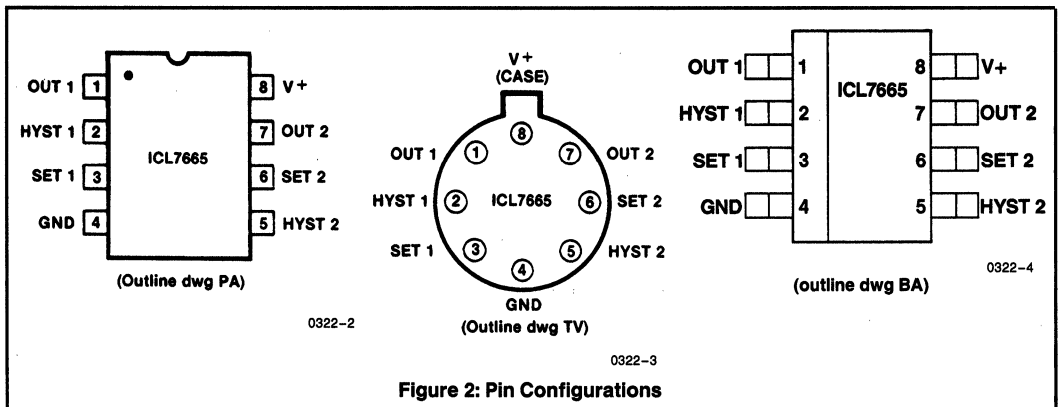 OUT 1 1 8 V+
HYST 1 2 7 OUT 2
ICL7665
SET 1 3 6 SET 2
GND 4 5 HYST 2
(Outline dwg PA)
0322–2
V+
(CASE)
8
OUT 1 1 7 OUT 2
HYST 1 2 ICL7665 6 SET 2
SET 1 3 5 HYST 2
4
GND
(Outline dwg TV)
0322–3
OUT 1 1 8 V+
ICL7665
HYST 1 2 7 OUT 2
SET 1 3 6 SET 2
GND 4 5 HYST 2
0322–4
(outline dwg BA)
Figure 2: Pin Configurations